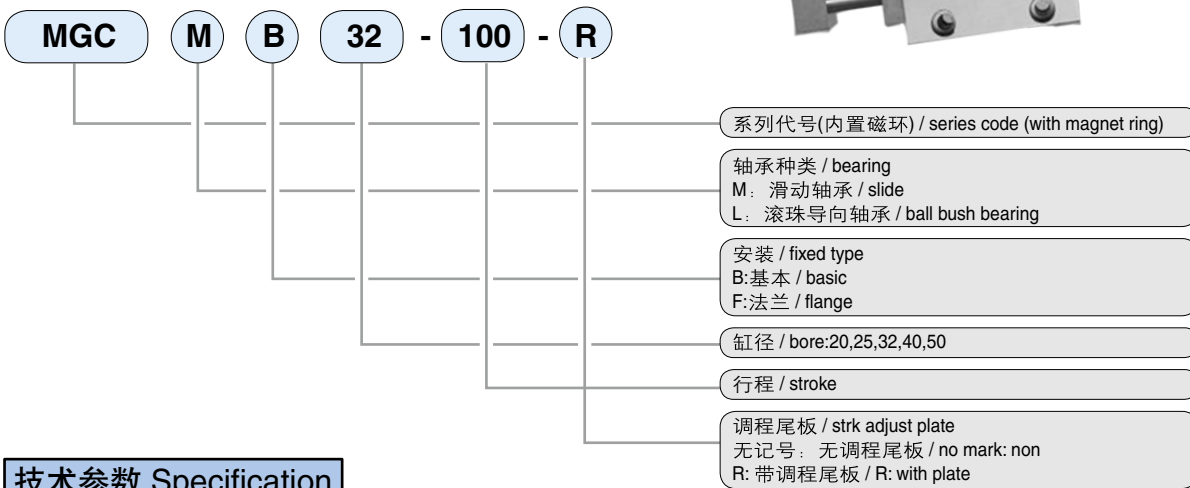 MGC M B 32 - 100 - R
系列代号(内置磁环) / series code (with magnet ring)
轴承种类 / bearing
M：滑动轴承 / slide
L：滚珠导向轴承 / ball bush bearing
安装 / fixed type
B:基本 / basic
F:法兰 / flange
缸径 / bore:20,25,32,40,50
行程 / stroke
调程尾板 / strk adjust plate
无记号：无调程尾板 / no mark: non
R: 带调程尾板 / R: with plate
技术参数 Specification